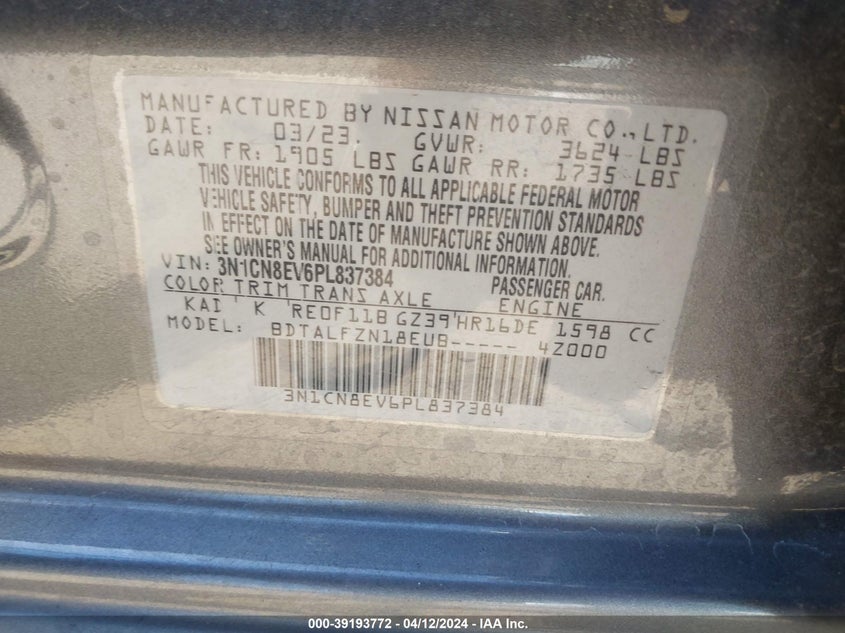 MANUFACTURED BY NISSAN MOTOR CO.,LTD.
DATE: 03/23 GVWR: 3624 LBS
GAWR FR: 1905 LBS GAWR RR: 1735 LBS
THIS VEHICLE CONFORMS TO ALL APPLICABLE FEDERAL MOTOR
VEHICLE SAFETY, BUMPER AND THEFT PREVENTION STANDARDS
IN EFFECT ON THE DATE OF MANUFACTURE SHOWN ABOVE.
SEE OWNER'S MANUAL FOR ADDITIONAL INFORMATION.
VIN: 3N1CN8EV6PL837384 PASSENGER CAR.
COLOR TRIM TRANS AXLE ENGINE
KAD ' K 'RE0F11B GZ39'HR16DE 1598 CC
MODEL: BDTALFZN18EUB----- 4Z000
3N1CN8EV6PL837384
000-39193772 - 04/12/2024 - IAA Inc.